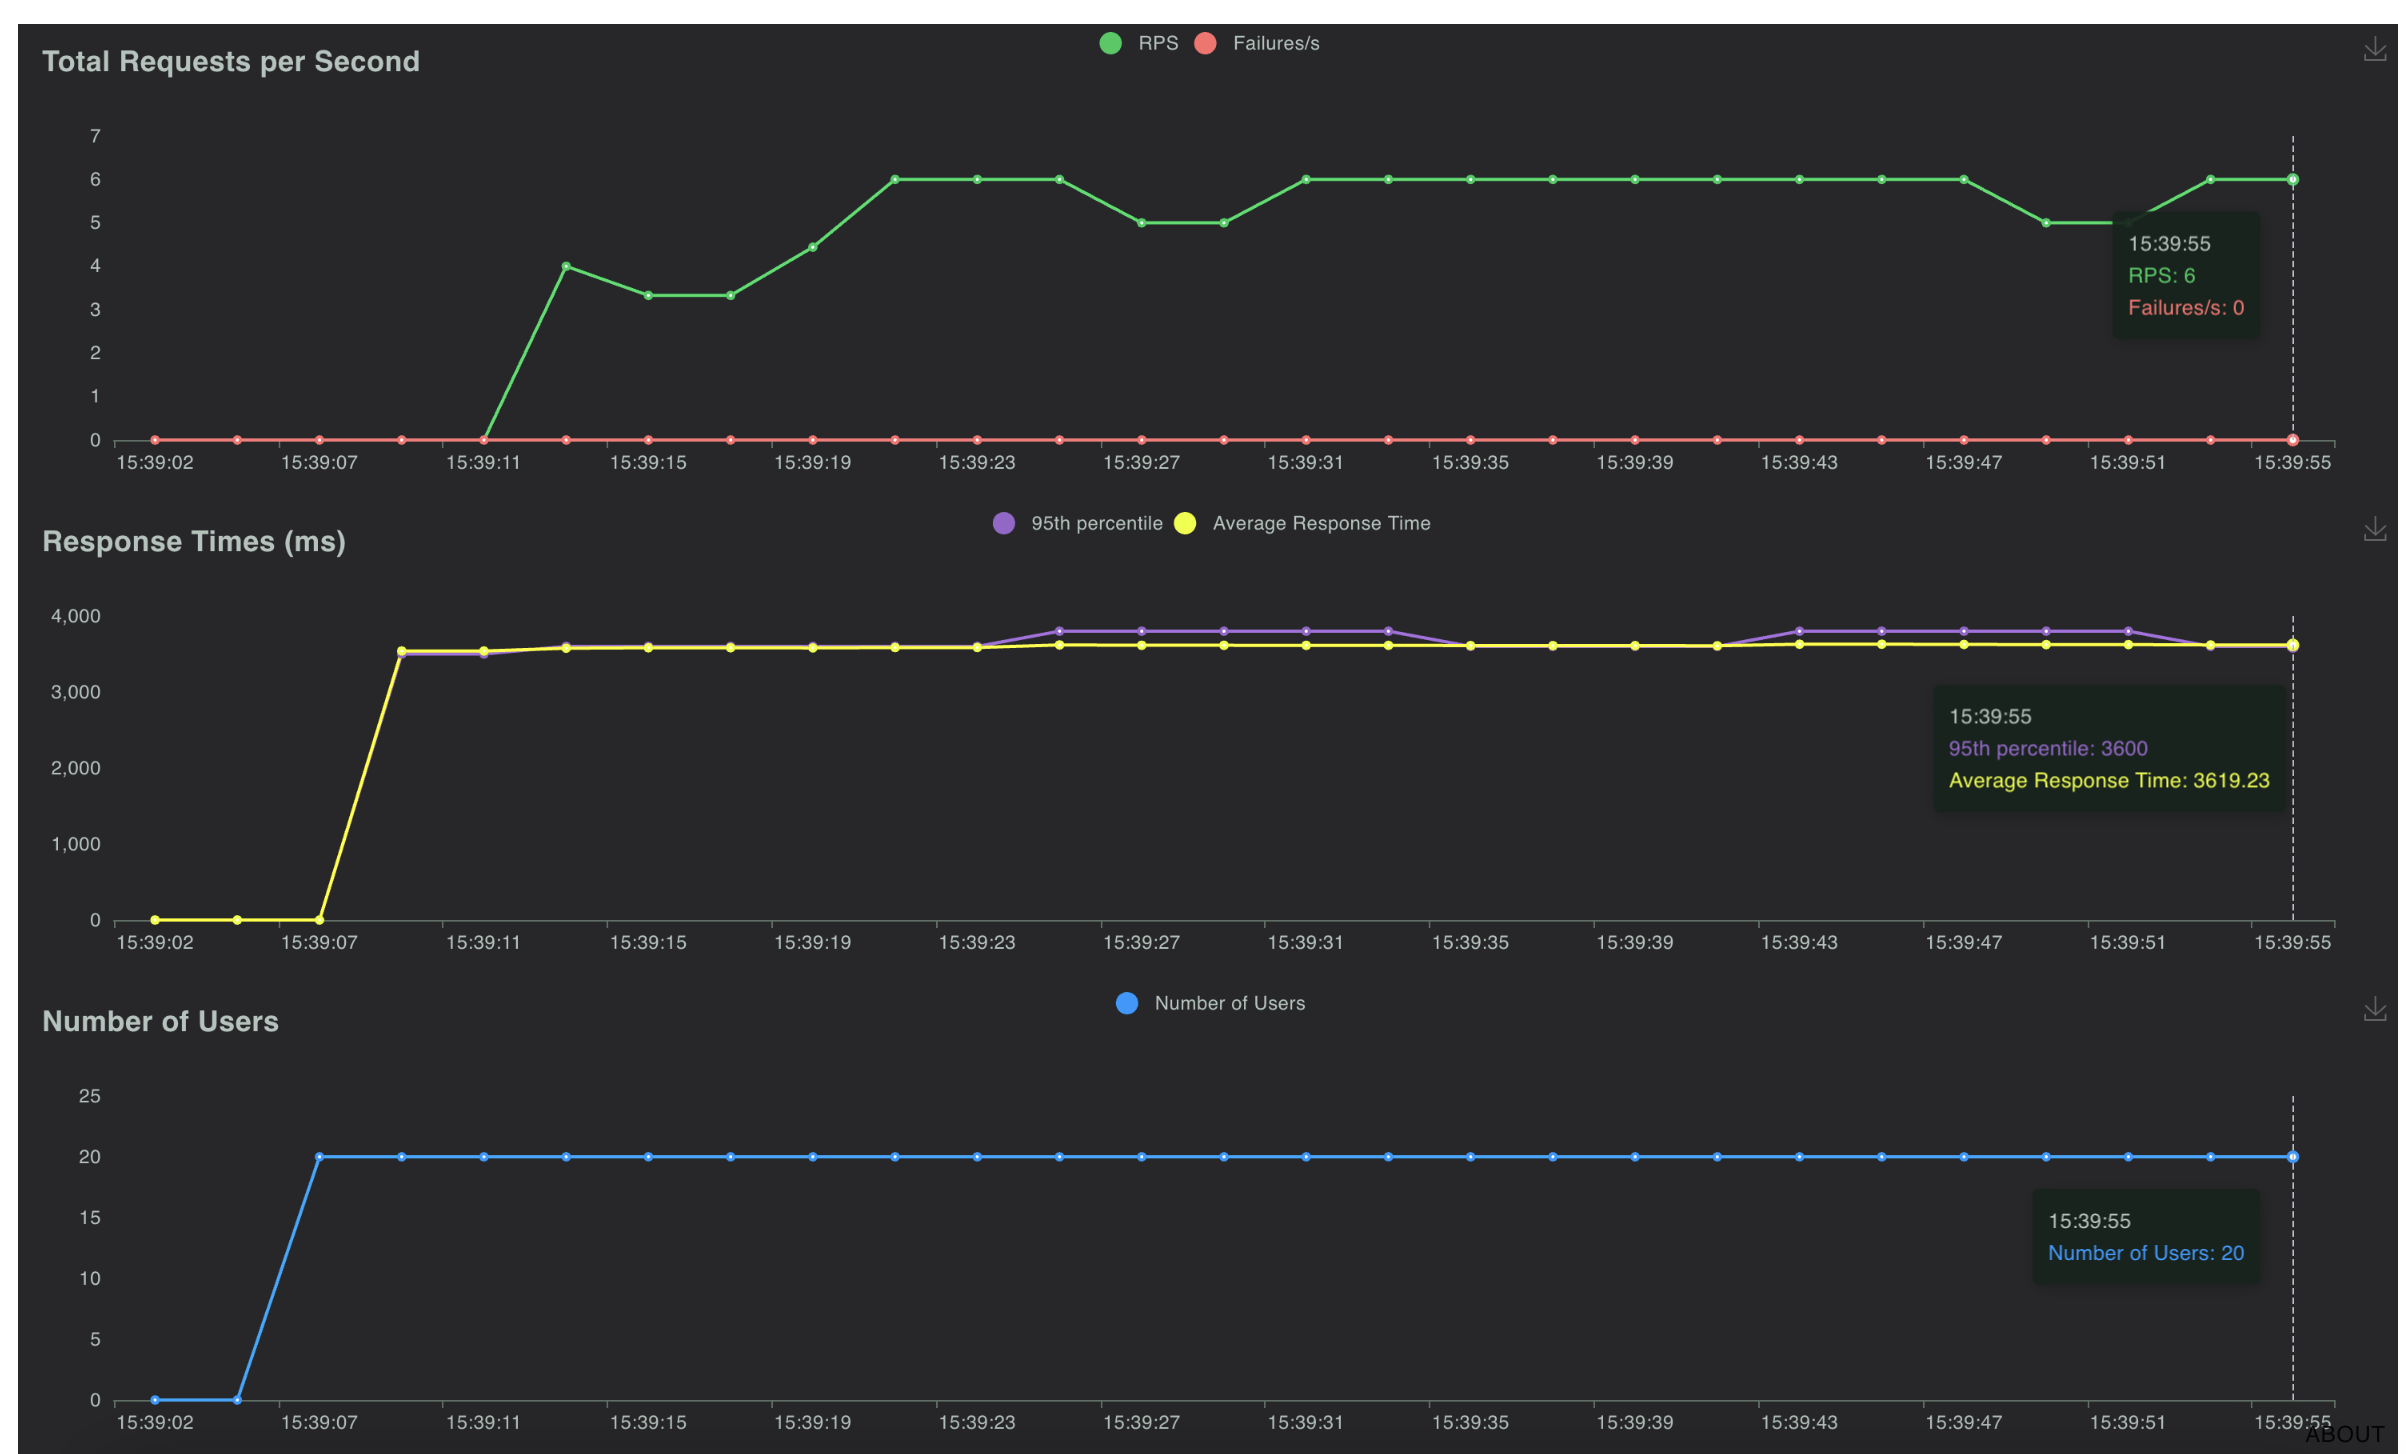 RPS Failures/s
Total Requests per Second
7
6
5
4
3
2
1
0
15:39:55
RPS: 6
Failures/s: 0
15:39:02 15:39:07 15:39:11 15:39:15 15:39:19 15:39:23 15:39:27 15:39:31 15:39:35 15:39:39 15:39:43 15:39:47 15:39:51 15:39:55
95th percentile Average Response Time
Response Times (ms)
4,000
3,000
2,000
1,000
0
15:39:55
95th percentile: 3600
Average Response Time: 3619.23
15:39:02 15:39:07 15:39:11 15:39:15 15:39:19 15:39:23 15:39:27 15:39:31 15:39:35 15:39:39 15:39:43 15:39:47 15:39:51 15:39:55
Number of Users
Number of Users
25
20
15
10
5
0
15:39:55
Number of Users: 20
15:39:02 15:39:07 15:39:11 15:39:15 15:39:19 15:39:23 15:39:27 15:39:31 15:39:35 15:39:39 15:39:43 15:39:47 15:39:51 15:39:55
ABOUT